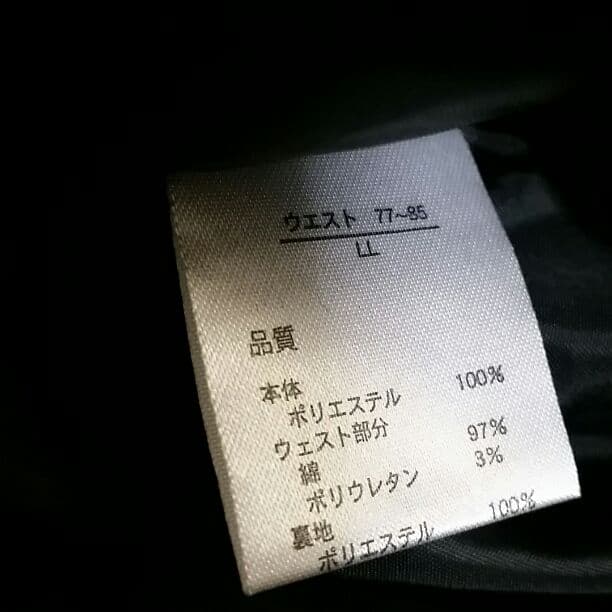 ウエスト 77~85
LL
品質
本体
ポリエステル 100%
ウェスト部分
綿 97%
ポリウレタン 3%
裏地
ポリエステル 100%